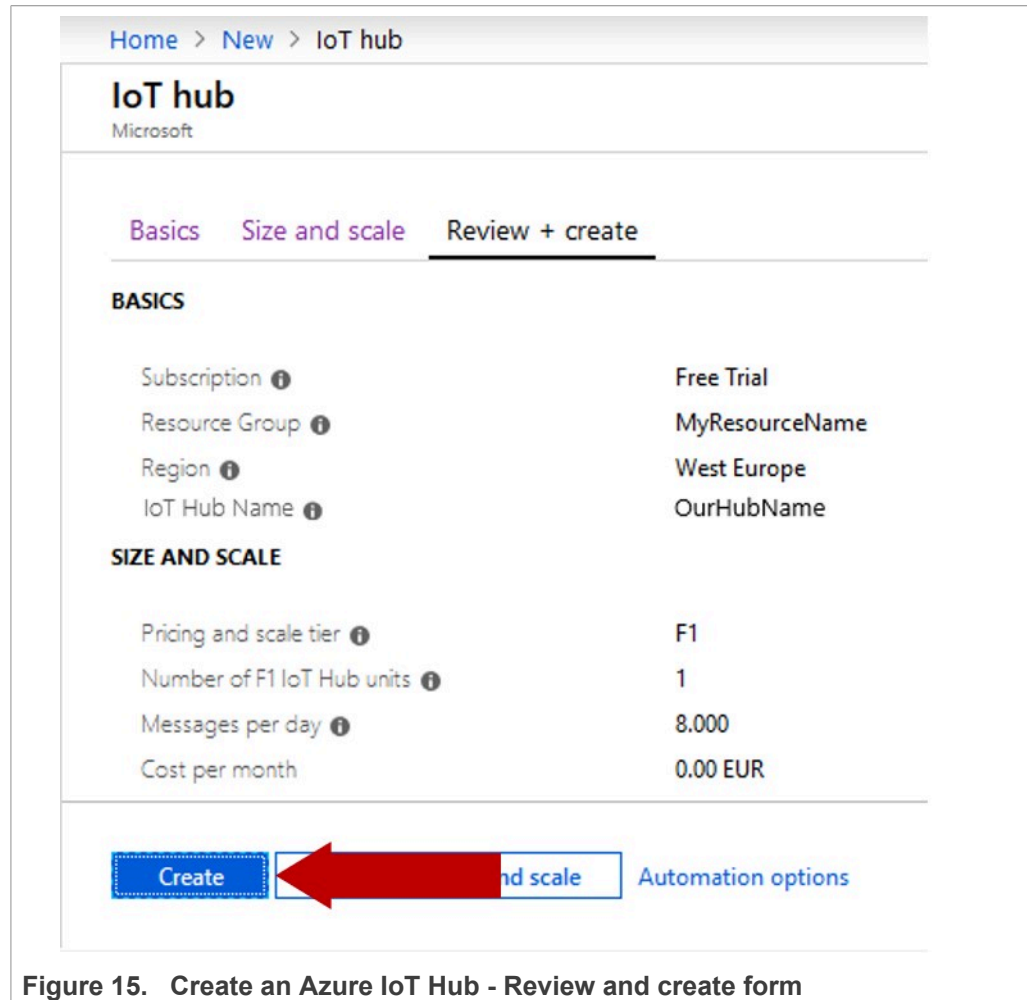 Home > New > IoT hub
IoT hub
Microsoft
Basics Size and scale Review + create
BASICS
Subscription Free Trial
Resource Group MyResourceName
Region West Europe
IoT Hub Name OurHubName
SIZE AND SCALE
Pricing and scale tier F1
Number of F1 IoT Hub units 1
Messages per day 8.000
Cost per month 0.00 EUR
Create scale Automation options
Figure 15. Create an Azure IoT Hub - Review and create form